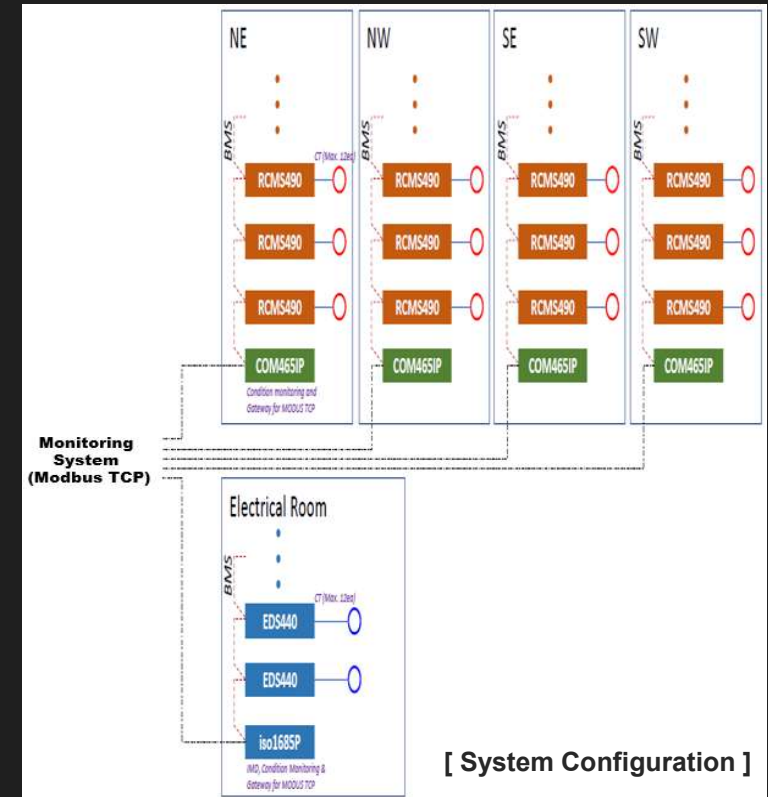 NE
BMS
CT (Max. 12ea)
RCMS490
RCMS490
RCMS490
COM465IP
Condition monitoring and
Gateway for MODUS TCP
NW
BMS
RCMS490
RCMS490
RCMS490
COM465IP
SE
BMS
RCMS490
RCMS490
RCMS490
COM465IP
SW
BMS
RCMS490
RCMS490
RCMS490
COM465IP
Monitoring
System
(Modbus TCP)
Electrical Room
BMS
CT (Max. 12ea)
EDS440
EDS440
iso1685P
IMD, Condition Monitoring &
Gateway for MODUS TCP
[ System Configuration ]